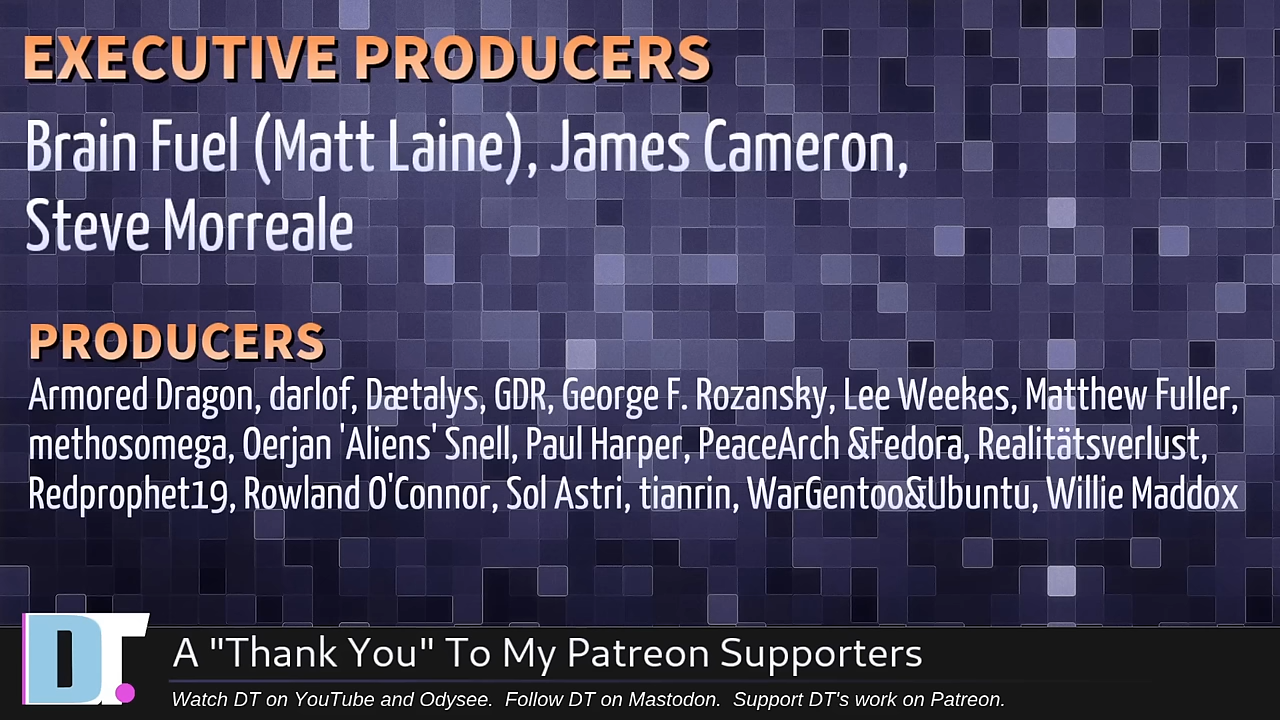 EXECUTIVE PRODUCERS
Brain Fuel (Matt Laine), James Cameron,
Steve Morreale
PRODUCERS
Armored Dragon, darlof, Dætalys, GDR, George F. Rozansky, Lee Weekes, Matthew Fuller,
methosomega, Oerjan 'Aliens' Snell, Paul Harper, PeaceArch &Fedora, Realitätsverlust,
Redprophet19, Rowland O'Connor, Sol Astri, tianrin, WarGentoo&Ubuntu, Willie Maddox
DT.
A "Thank You" To My Patreon Supporters
Watch DT on YouTube and Odysee.  Follow DT on Mastodon.  Support DT's work on Patreon.